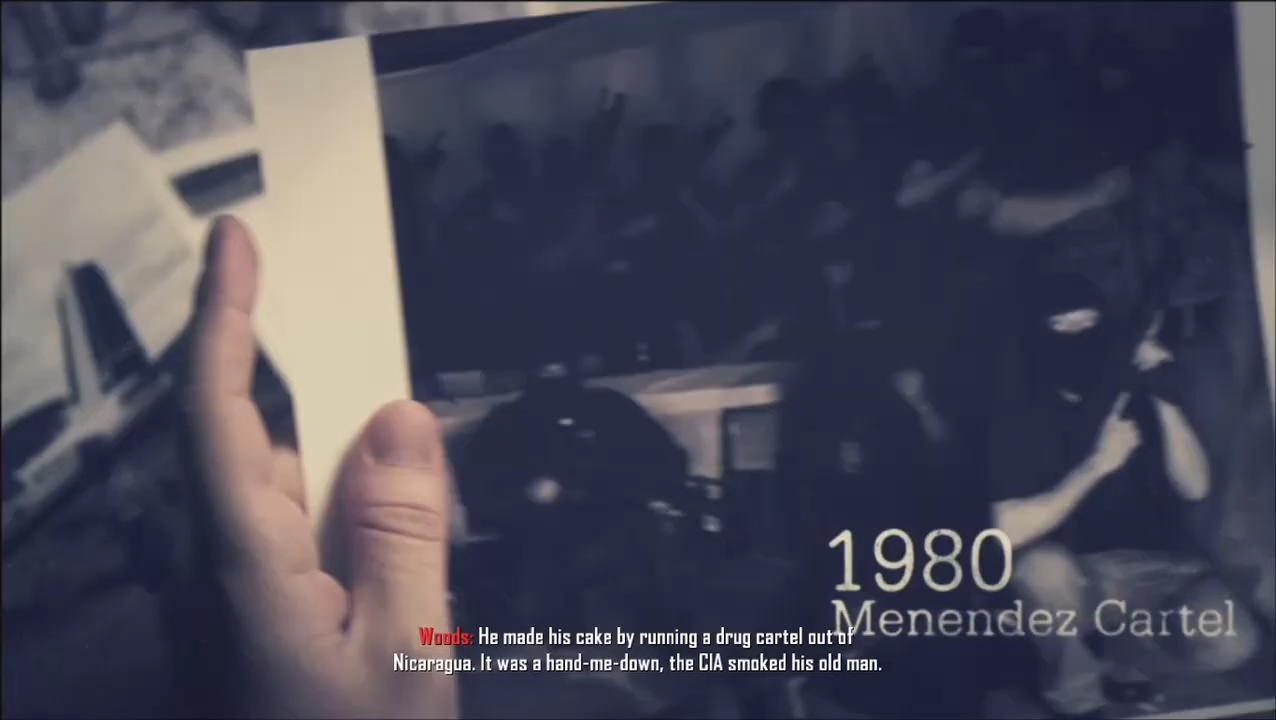 1980
Menendez Cartel
Woods: He made his cake by running a drug cartel out of
Nicaragua. It was a hand-me-down, the CIA smoked his old man.